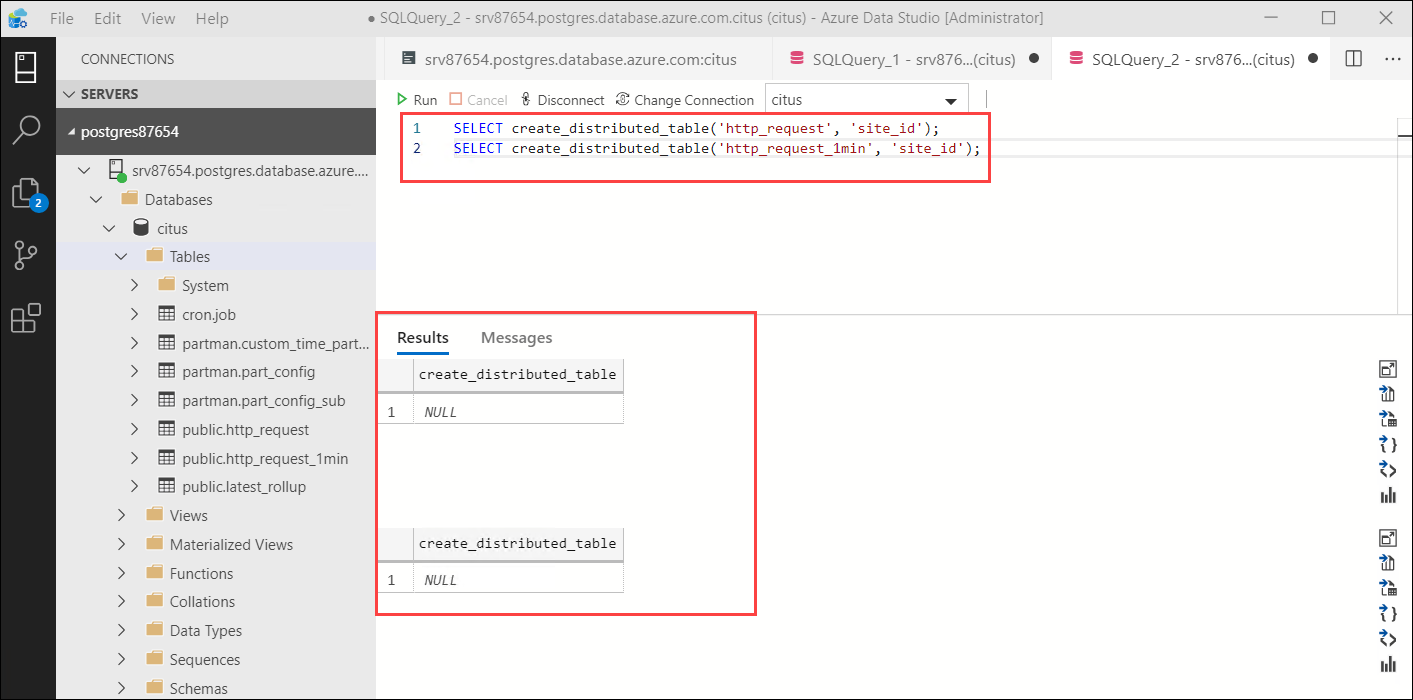 File Edit View Help ● SQLQuery_2 - srv87654.postgres.database.azure.com.citus (citus) - Azure Data Studio [Administrator]
CONNECTIONS
srv87654.postgres.database.azure.com:citus
SQLQuery_1 - srv876...(citus) ●
SQLQuery_2 - srv876...(citus) ●
SERVERS
postgres87654
srv87654.postgres.database.azure....
Databases
citus
Tables
System
cron.job
partman.custom_time_part...
partman.part_config
partman.part_config_sub
public.http_request
public.http_request_1min
public.latest_rollup
Views
Materialized Views
Functions
Collations
Data Types
Sequences
Schemas
2
Run Cancel Disconnect Change Connection citus
1 SELECT create_distributed_table('http_request', 'site_id');
2 SELECT create_distributed_table('http_request_1min', 'site_id');
Results Messages
create_distributed_table
1 NULL
create_distributed_table
1 NULL